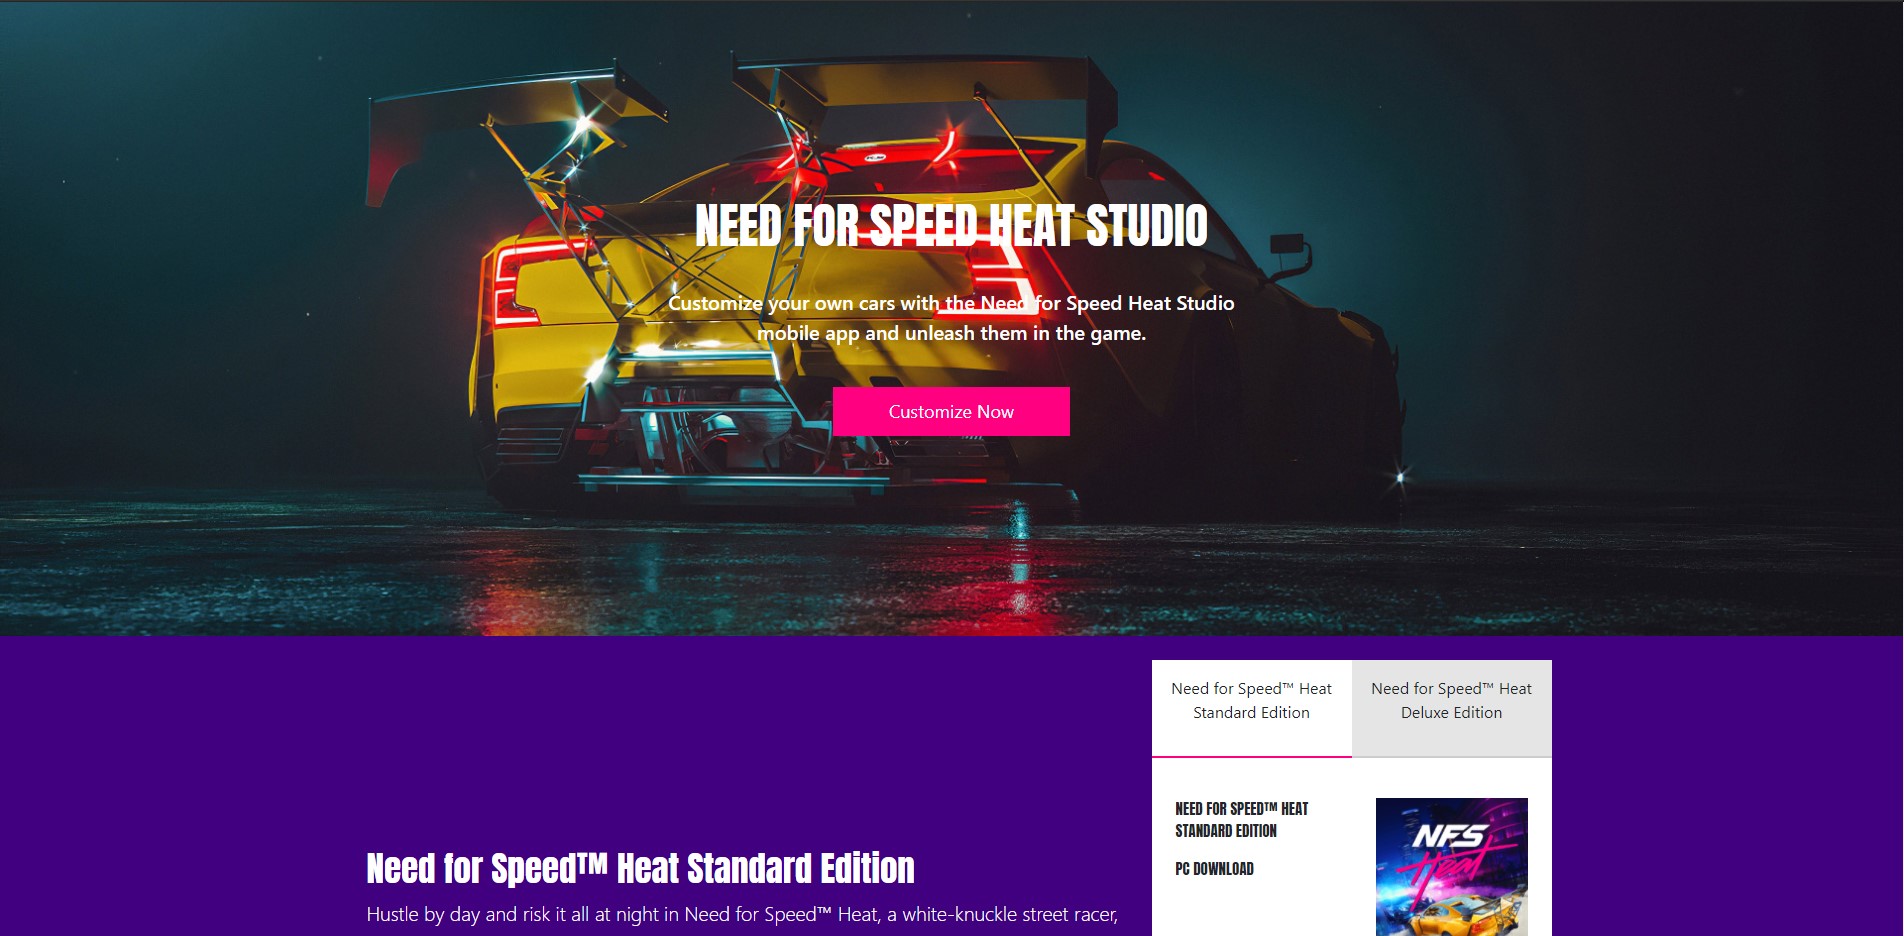 NEED FOR SPEED HEAT STUDIO
Customize your own cars with the Need for Speed Heat Studio
mobile app and unleash them in the game.
Customize Now
Need for Speed™ Heat
Standard Edition
Need for Speed™ Heat
Deluxe Edition
NEED FOR SPEED™ HEAT
STANDARD EDITION
PC DOWNLOAD
NFS
Heat
Need for Speed™ Heat Standard Edition
Hustle by day and risk it all at night in Need for Speed™ Heat, a white-knuckle street racer,